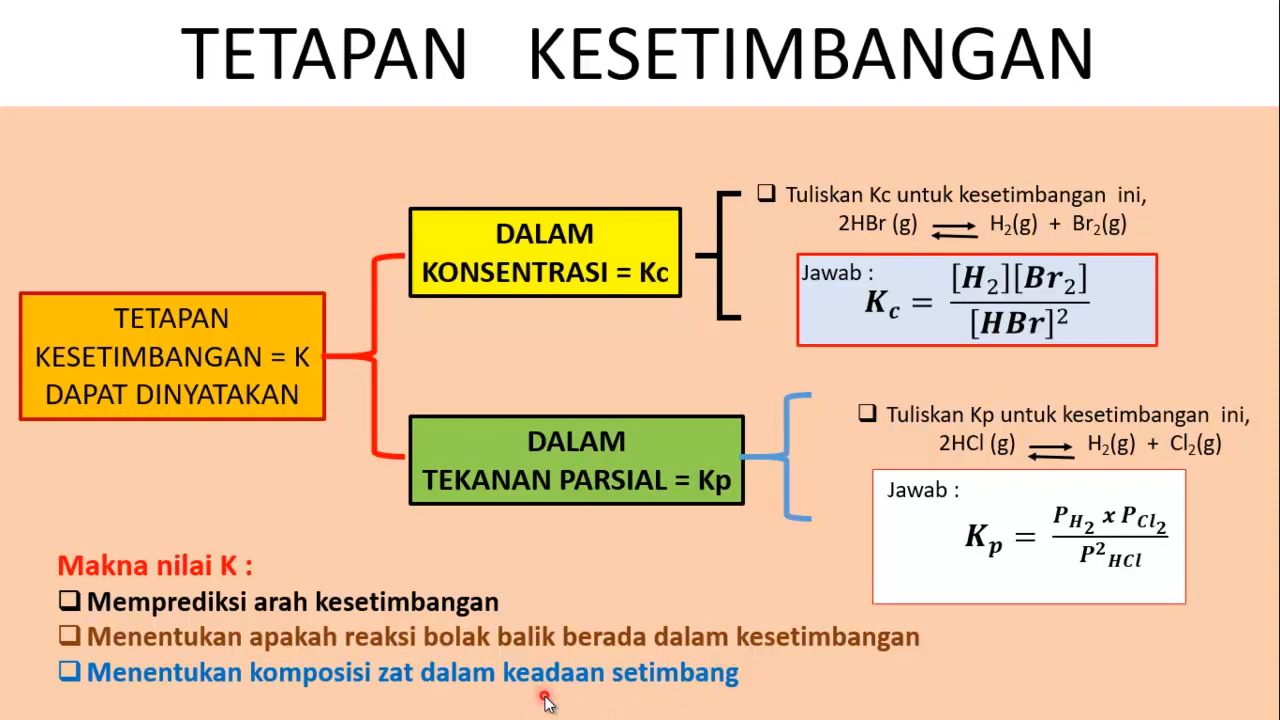 TETAPAN KESETIMBANGAN
TETAPAN
KESETIMBANGAN = K
DAPAT DINYATAKAN
DALAM
KONSENTRASI = Kc
❑ Tuliskan Kc untuk kesetimbangan ini,
2HBr (g) ⇌ H₂(g) + Br₂(g)
Jawab :
K_c = [H₂][Br₂] / [HBr]²
DALAM
TEKANAN PARSIAL = Kp
❑ Tuliskan Kp untuk kesetimbangan ini,
2HCl (g) ⇌ H₂(g) + Cl₂(g)
Jawab :
K_p = P_H₂ x P_Cl₂ / P²_HCl
Makna nilai K :
❑ Memprediksi arah kesetimbangan
❑ Menentukan apakah reaksi bolak balik berada dalam kesetimbangan
❑ Menentukan komposisi zat dalam keadaan setimbang